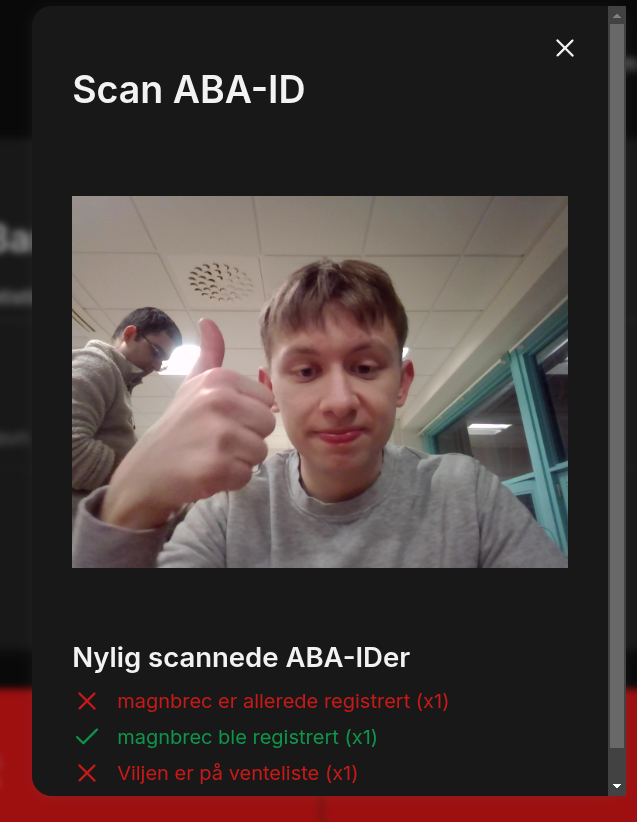 Scan ABA-ID
Nylig scannede ABA-IDer
magnbrec er allerede registrert (x1)
magnbrec ble registrert (x1)
Viljen er på venteliste (x1)